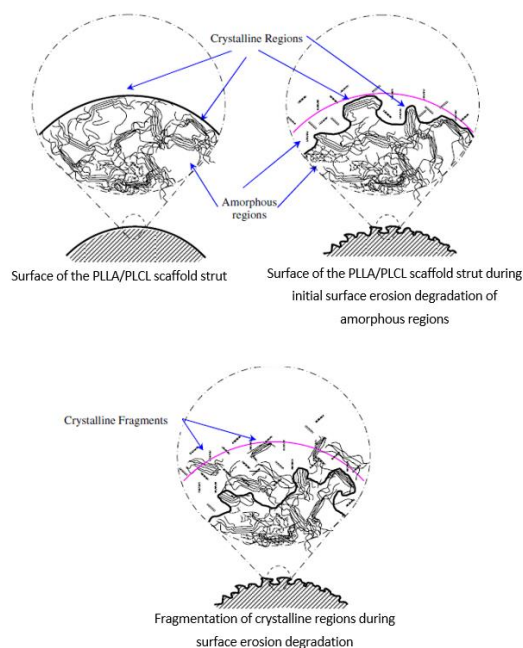 Crystalline Regions
Amorphous
regions
Surface of the PLLA/PLCL scaffold strut
Surface of the PLLA/PLCL scaffold strut during
initial surface erosion degradation of
amorphous regions
Crystalline Fragments
Fragmentation of crystalline regions during
surface erosion degradation